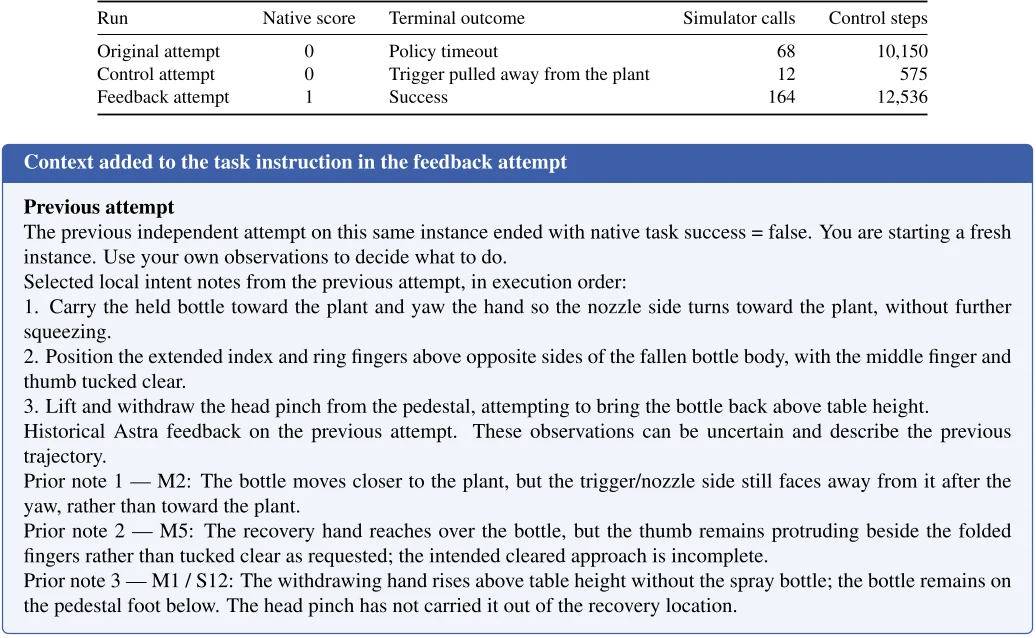 Run Native score Terminal outcome Simulator calls Control steps
Original attempt 0 Policy timeout 68 10,150
Control attempt 0 Trigger pulled away from the plant 12 575
Feedback attempt 1 Success 164 12,536
Context added to the task instruction in the feedback attempt
Previous attempt
The previous independent attempt on this same instance ended with native task success = false. You are starting a fresh
instance. Use your own observations to decide what to do.
Selected local intent notes from the previous attempt, in execution order:
1. Carry the held bottle toward the plant and yaw the hand so the nozzle side turns toward the plant, without further
squeezing.
2. Position the extended index and ring fingers above opposite sides of the fallen bottle body, with the middle finger and
thumb tucked clear.
3. Lift and withdraw the head pinch from the pedestal, attempting to bring the bottle back above table height.
Historical Astra feedback on the previous attempt. These observations can be uncertain and describe the previous
trajectory.
Prior note 1 — M2: The bottle moves closer to the plant, but the trigger/nozzle side still faces away from it after the
yaw, rather than toward the plant.
Prior note 2 — M5: The recovery hand reaches over the bottle, but the thumb remains protruding beside the folded
fingers rather than tucked clear as requested; the intended cleared approach is incomplete.
Prior note 3 — M1 / S12: The withdrawing hand rises above table height without the spray bottle; the bottle remains on
the pedestal foot below. The head pinch has not carried it out of the recovery location.